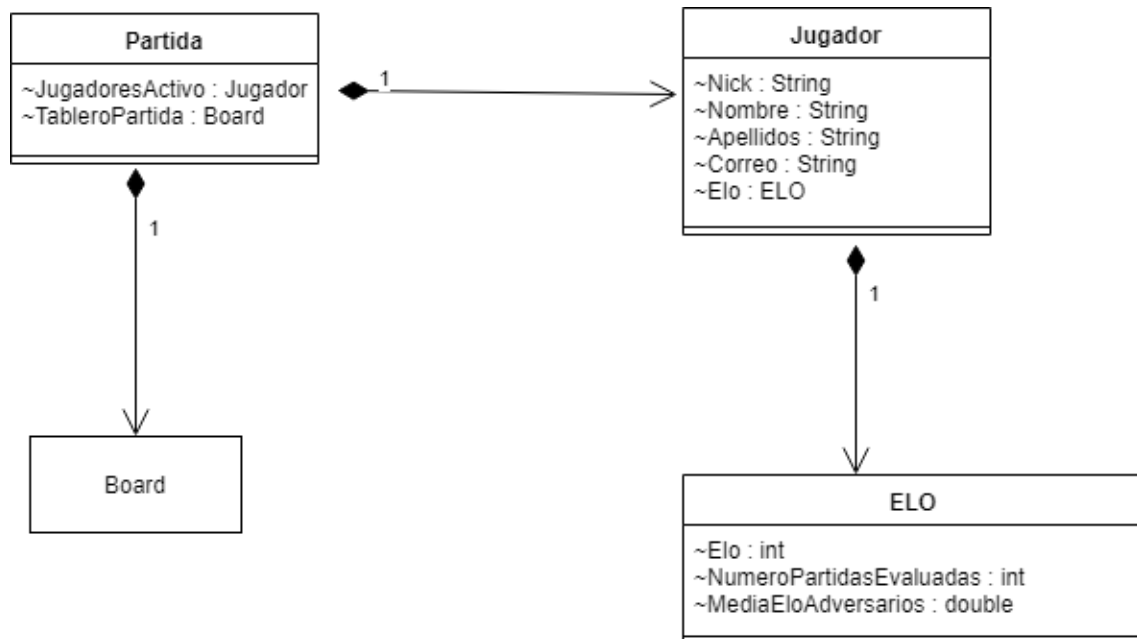 Partida
~JugadoresActivo : Jugador
~TableroPartida : Board
1
Jugador
~Nick : String
~Nombre : String
~Apellidos : String
~Correo : String
~Elo : ELO
1
1
Board
ELO
~Elo : int
~NumeroPartidasEvaluadas : int
~MediaEloAdversarios : double